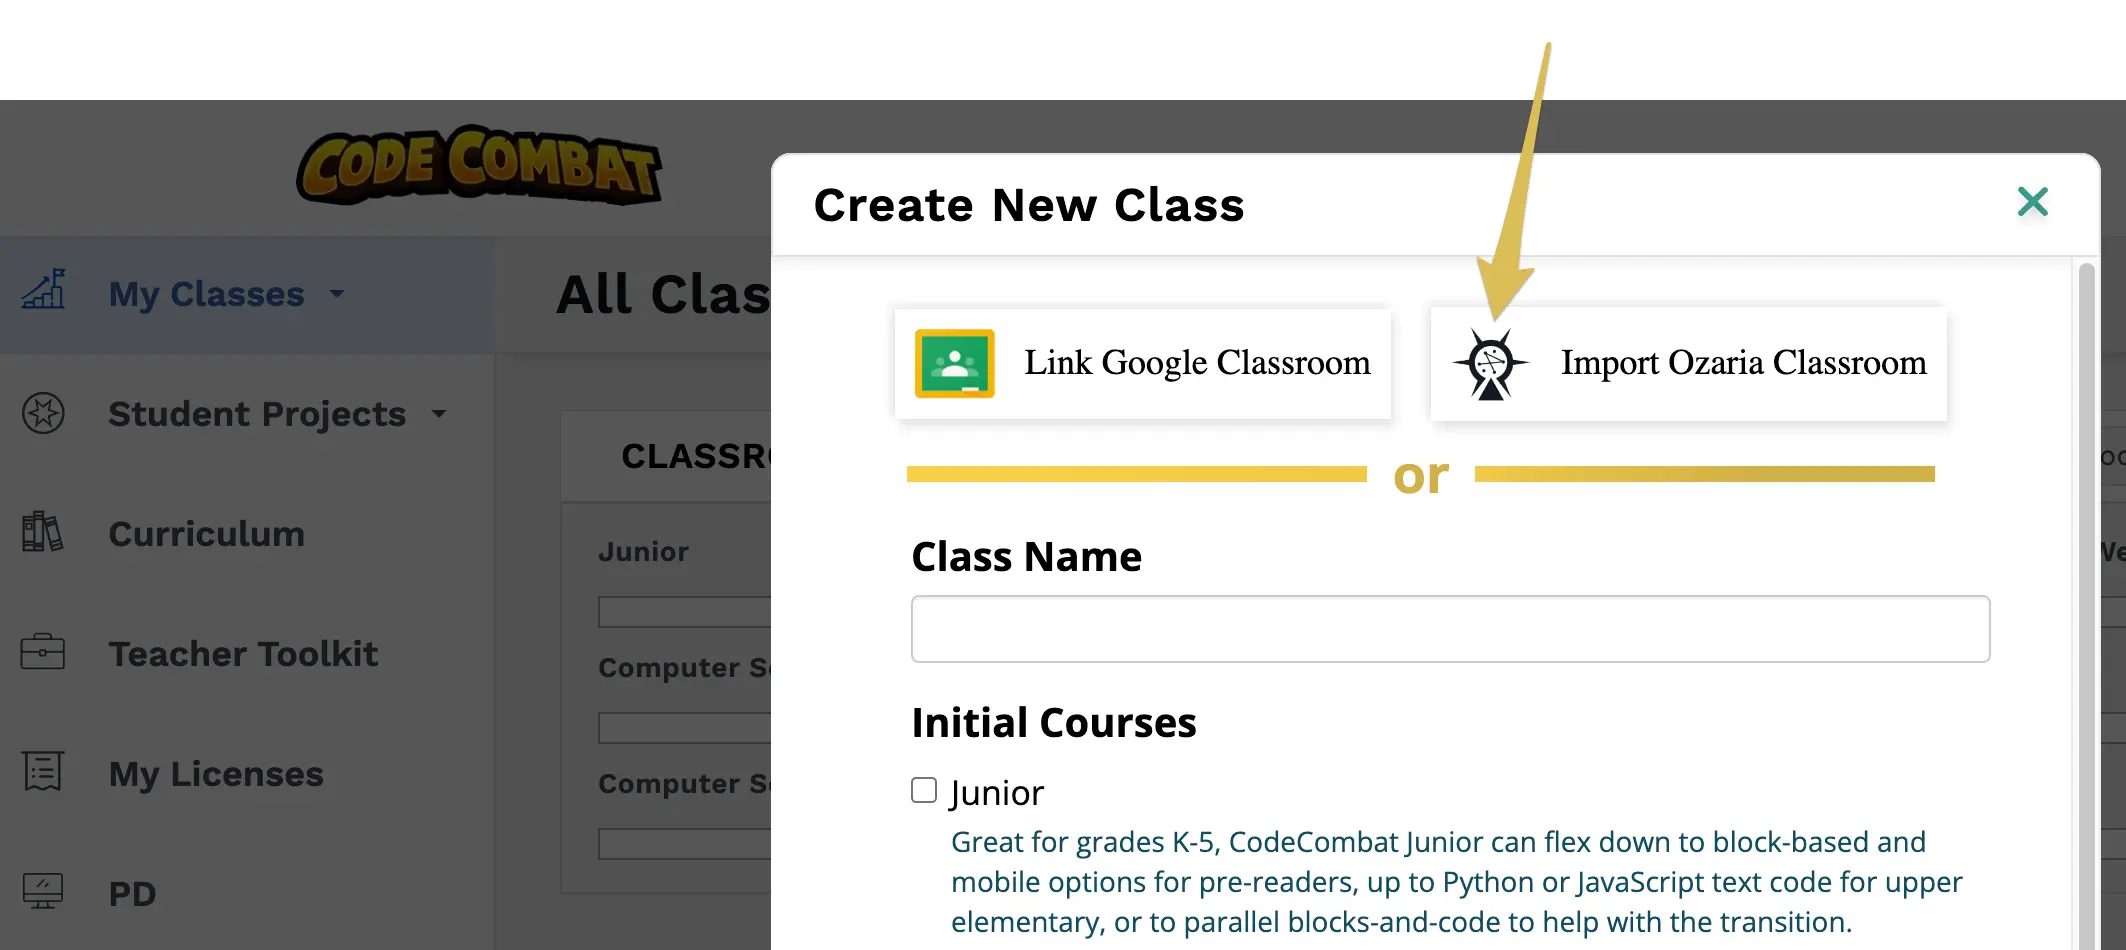 CODE COMBAT
Create New Class
My Classes
All Clas
Link Google Classroom
Import Ozaria Classroom
Student Projects
CLASSR
or
Curriculum
Junior
Class Name
Teacher Toolkit
Computer S
Initial Courses
My Licenses
Computer S
Junior
Great for grades K-5, CodeCombat Junior can flex down to block-based and
mobile options for pre-readers, up to Python or JavaScript text code for upper
elementary, or to parallel blocks-and-code to help with the transition.
PD